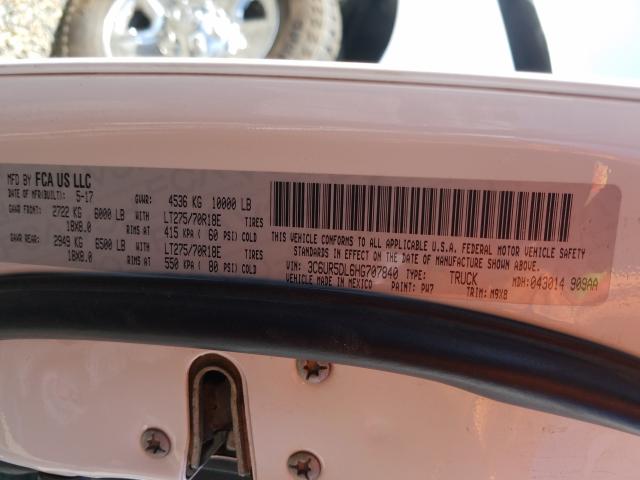 MFD BY FCA US LLC
DATE OF MFR(BUILT): 5-17 GVWR: 4536 KG 10000 LB
GAWR FRONT: 2722 KG 6000 LB WITH LT275/70R18E TIRES
18X8.0 RIMS AT 415 KPA ( 60 PSI) COLD
GAWR REAR: 2949 KG 6500 LB WITH LT275/70R18E TIRES
18X8.0 RIMS AT 550 KPA ( 80 PSI) COLD
THIS VEHICLE CONFORMS TO ALL APPLICABLE U.S.A. FEDERAL MOTOR VEHICLE SAFETY
STANDARDS IN EFFECT ON THE DATE OF MANUFACTURE SHOWN ABOVE.
VIN: 3C6UR5DL6HG707840 TYPE: TRUCK MDH: 043014 909AA
VEHICLE MADE IN MEXICO PAINT: PW7 TRIM: M9X8